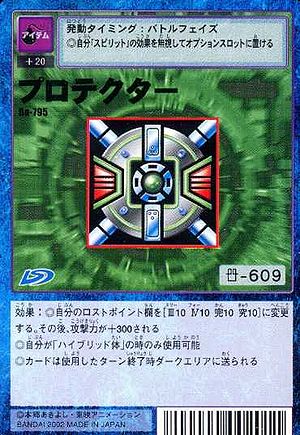 アイテム
+20
発動タイミング：バトルフェイズ
◎自分「スピリット」の効果を無視してオプションスロットに置ける
プロテクター
Bo-795
-609
効果：◎自分のロストポイント欄を[Ⅲ10 Ⅳ10 完10 究10]に変更
する。その後、攻撃力が+300される
◎自分が「ハイブリッド体」の時のみ使用可能
◎カードは使用したターン終了時ダークエリアに送られる
©本郷あきよし・東映アニメーション
BANDAI 2002 MADE IN JAPAN